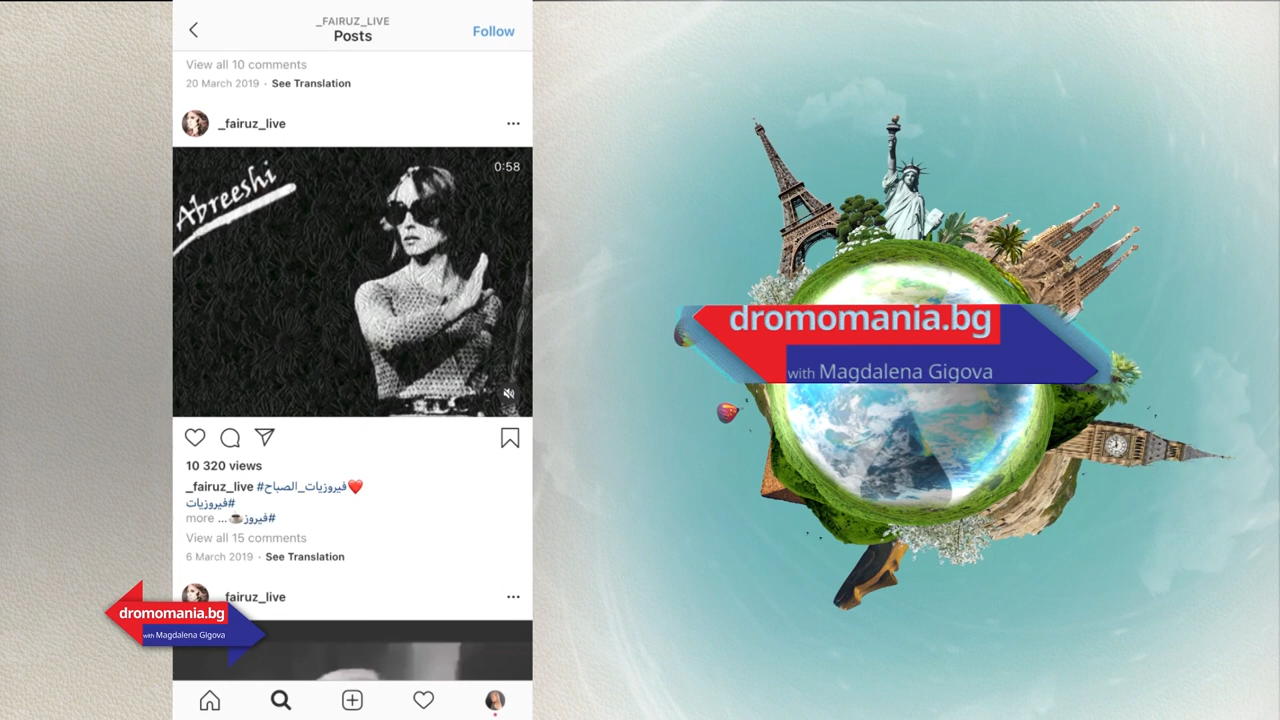 _FAIRUZ_LIVE
Posts
Follow
View all 10 comments
20 March 2019 · See Translation
_fairuz_live
Abreeshi
0:58
10 320 views
_fairuz_live #فيروزيات_الصباح❤️
#فيروزيات
#فيروز☕... more
View all 15 comments
6 March 2019 · See Translation
fairuz_live
dromomania.bg
with Magdalena Gigova
dromomania.bg
with Magdalena Gigova